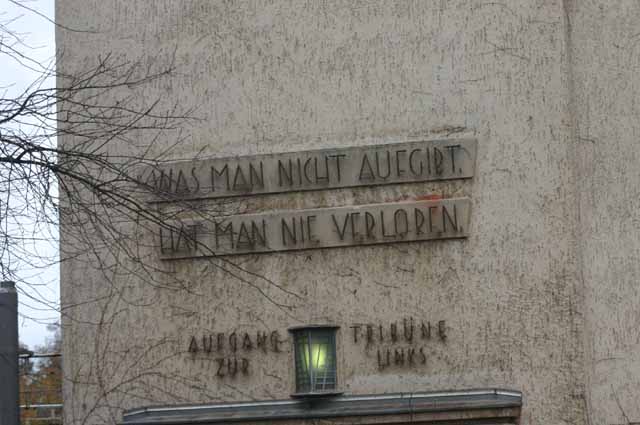 WAS MAN NICHT AUFGIBT,
HAT MAN NIE VERLOREN.
AUFGANG TRIBÜNE
ZUR LINKS